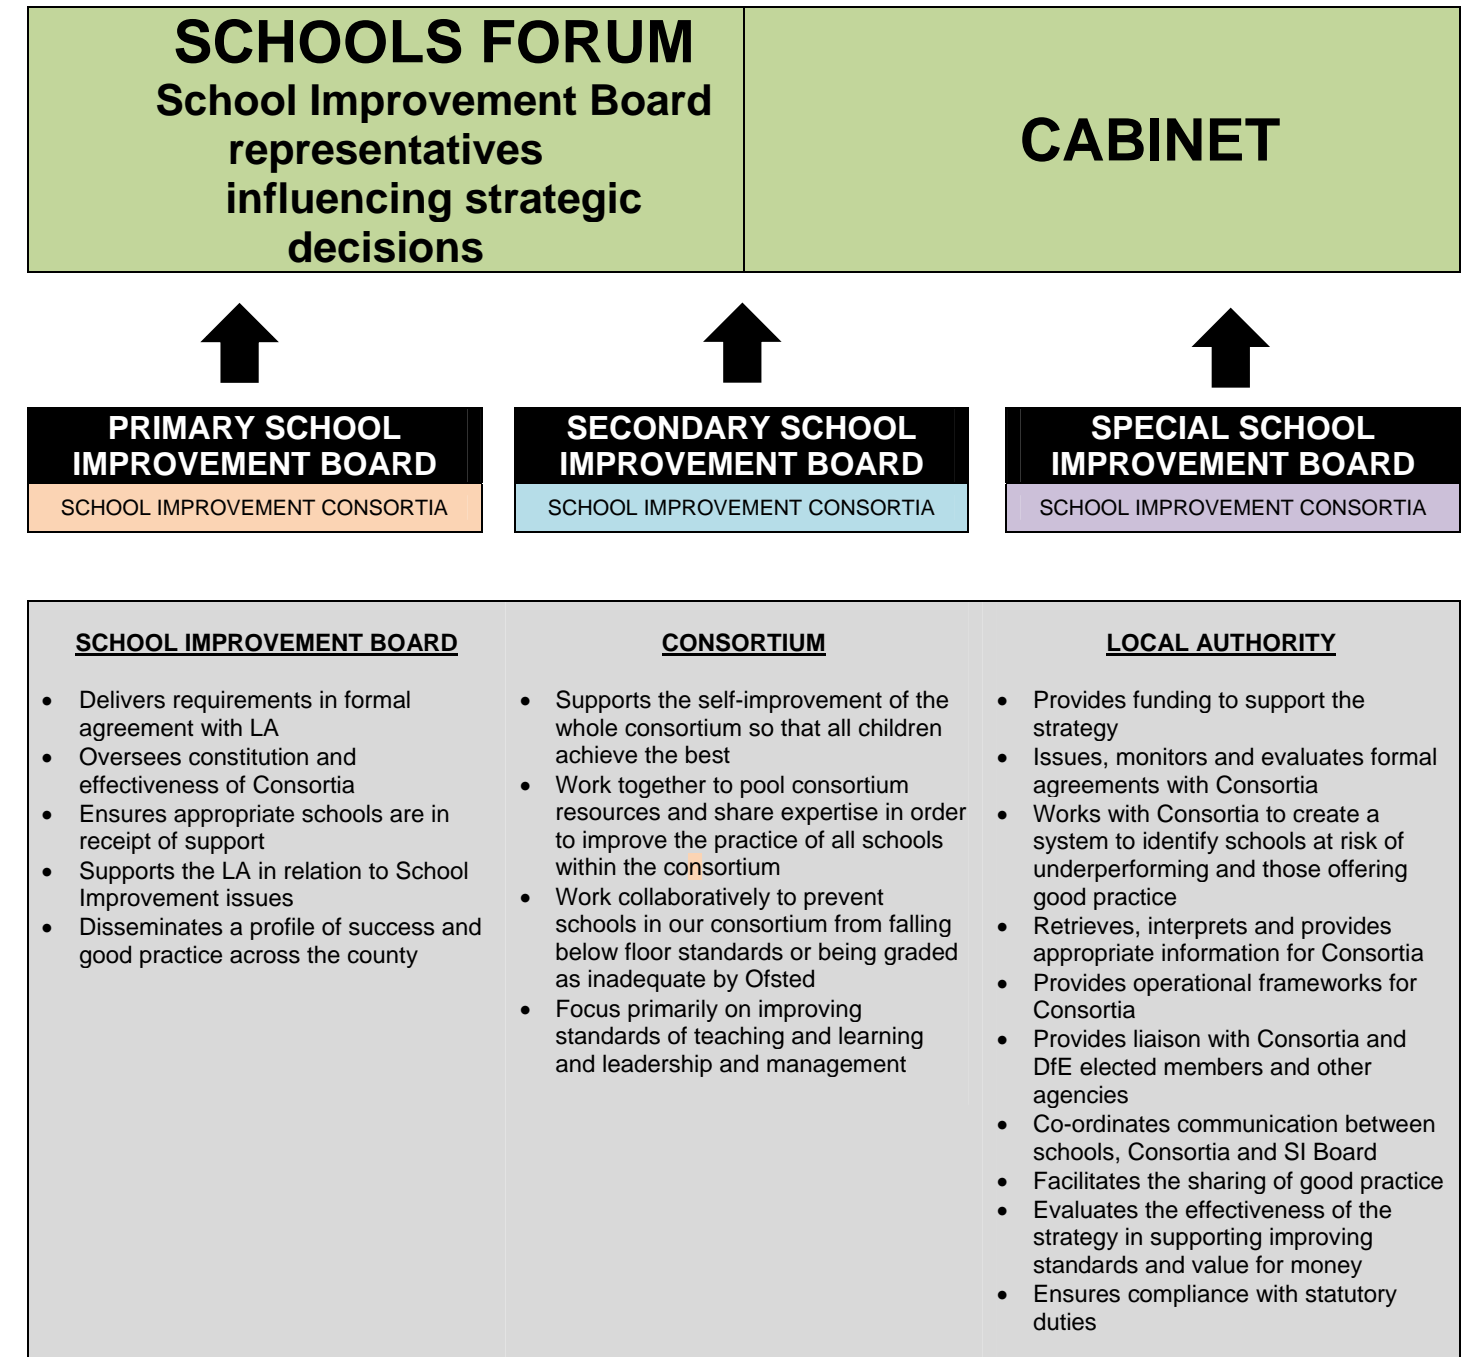 SCHOOLS FORUM
School Improvement Board
representatives
influencing strategic
decisions
CABINET
PRIMARY SCHOOL
IMPROVEMENT BOARD
SCHOOL IMPROVEMENT CONSORTIA
SECONDARY SCHOOL
IMPROVEMENT BOARD
SCHOOL IMPROVEMENT CONSORTIA
SPECIAL SCHOOL
IMPROVEMENT BOARD
SCHOOL IMPROVEMENT CONSORTIA
SCHOOL IMPROVEMENT BOARD
• Delivers requirements in formal
agreement with LA
• Oversees constitution and
effectiveness of Consortia
• Ensures appropriate schools are in
receipt of support
• Supports the LA in relation to School
Improvement issues
• Disseminates a profile of success and
good practice across the county
CONSORTIUM
• Supports the self-improvement of the
whole consortium so that all children
achieve the best
• Work together to pool consortium
resources and share expertise in order
to improve the practice of all schools
within the consortium
• Work collaboratively to prevent
schools in our consortium from falling
below floor standards or being graded
as inadequate by Ofsted
• Focus primarily on improving
standards of teaching and learning
and leadership and management
LOCAL AUTHORITY
• Provides funding to support the
strategy
• Issues, monitors and evaluates formal
agreements with Consortia
• Works with Consortia to create a
system to identify schools at risk of
underperforming and those offering
good practice
• Retrieves, interprets and provides
appropriate information for Consortia
• Provides operational frameworks for
Consortia
• Provides liaison with Consortia and
DfE elected members and other
agencies
• Co-ordinates communication between
schools, Consortia and SI Board
• Facilitates the sharing of good practice
• Evaluates the effectiveness of the
strategy in supporting improving
standards and value for money
• Ensures compliance with statutory
duties